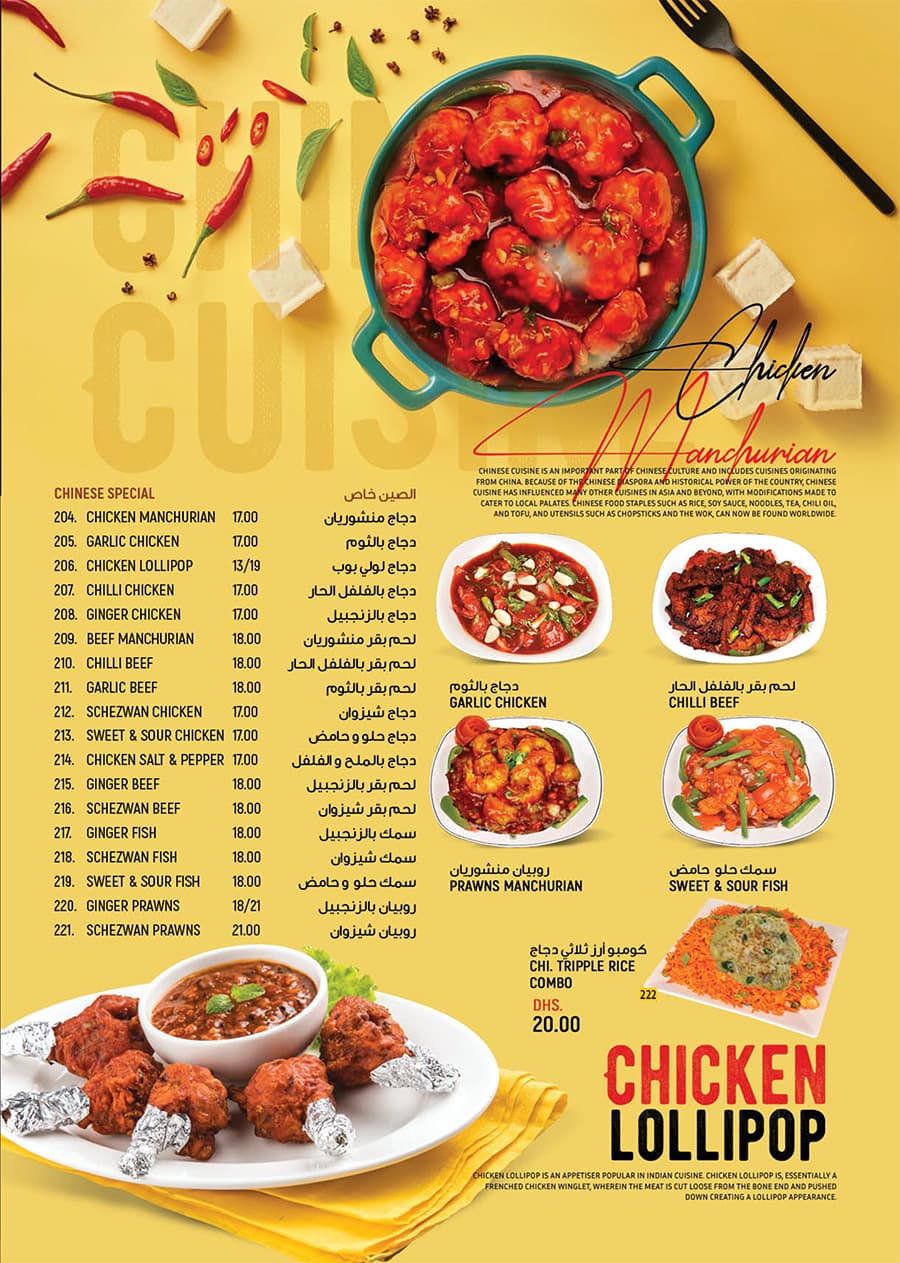 CHINESE
CUISINE
Chicken
Manchurian
CHINESE CUISINE IS AN IMPORTANT PART OF CHINESE CULTURE AND INCLUDES CUISINES ORIGINATING
FROM CHINA. BECAUSE OF THE CHINESE DIASPORA AND HISTORICAL POWER OF THE COUNTRY, CHINESE
CUISINE HAS INFLUENCED MANY OTHER CUISINES IN ASIA AND BEYOND, WITH MODIFICATIONS MADE TO
CATER TO LOCAL PALATES. CHINESE FOOD STAPLES SUCH AS RICE, SOY SAUCE, NOODLES, TEA, CHILI OIL,
AND TOFU, AND UTENSILS SUCH AS CHOPSTICKS AND THE WOK, CAN NOW BE FOUND WORLDWIDE.
CHINESE SPECIAL الصين خاص
204. CHICKEN MANCHURIAN 17.00 دجاج منشوريان
205. GARLIC CHICKEN 17.00 دجاج بالثوم
206. CHICKEN LOLLIPOP 13/19 دجاج لولي بوب
207. CHILLI CHICKEN 17.00 دجاج بالفلفل الحار
208. GINGER CHICKEN 17.00 دجاج بالزنجبيل
209. BEEF MANCHURIAN 18.00 لحم بقر منشوريان
210. CHILLI BEEF 18.00 لحم بقر بالفلفل الحار
211. GARLIC BEEF 18.00 لحم بقر بالثوم
212. SCHEZWAN CHICKEN 17.00 دجاج شيزوان
213. SWEET & SOUR CHICKEN 17.00 دجاج حلو و حامض
214. CHICKEN SALT & PEPPER 17.00 دجاج بالملح و الفلفل
215. GINGER BEEF 18.00 لحم بقر بالزنجبيل
216. SCHEZWAN BEEF 18.00 لحم بقر شيزوان
217. GINGER FISH 18.00 سمك بالزنجبيل
218. SCHEZWAN FISH 18.00 سمك شيزوان
219. SWEET & SOUR FISH 18.00 سمك حلو و حامض
220. GINGER PRAWNS 18/21 روبيان بالزنجبيل
221. SCHEZWAN PRAWNS 21.00 روبيان شيزوان
دجاج بالثوم
GARLIC CHICKEN
لحم بقر بالفلفل الحار
CHILLI BEEF
روبيان منشوريان
PRAWNS MANCHURIAN
سمك حلو حامض
SWEET & SOUR FISH
كومبو أرز ثلاثي دجاج
CHI. TRIPPLE RICE
COMBO
DHS.
20.00
222
CHICKEN
LOLLIPOP
CHICKEN LOLLIPOP IS AN APPETISER POPULAR IN INDIAN CUISINE. CHICKEN LOLLIPOP IS, ESSENTIALLY A
FRENCHED CHICKEN WINGLET, WHEREIN THE MEAT IS CUT LOOSE FROM THE BONE END AND PUSHED
DOWN CREATING A LOLLIPOP APPEARANCE.